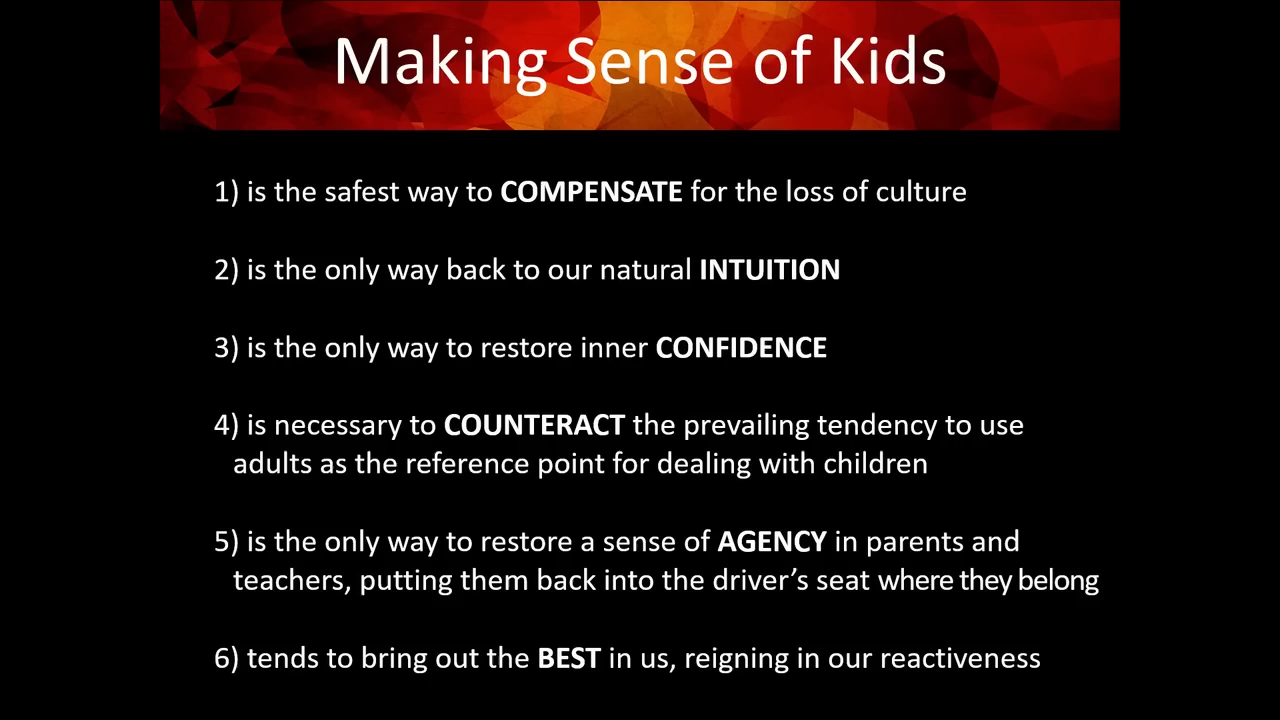 Making Sense of Kids
1) is the safest way to COMPENSATE for the loss of culture
2) is the only way back to our natural INTUITION
3) is the only way to restore inner CONFIDENCE
4) is necessary to COUNTERACT the prevailing tendency to use
adults as the reference point for dealing with children
5) is the only way to restore a sense of AGENCY in parents and
teachers, putting them back into the driver’s seat where they belong
6) tends to bring out the BEST in us, reigning in our reactiveness